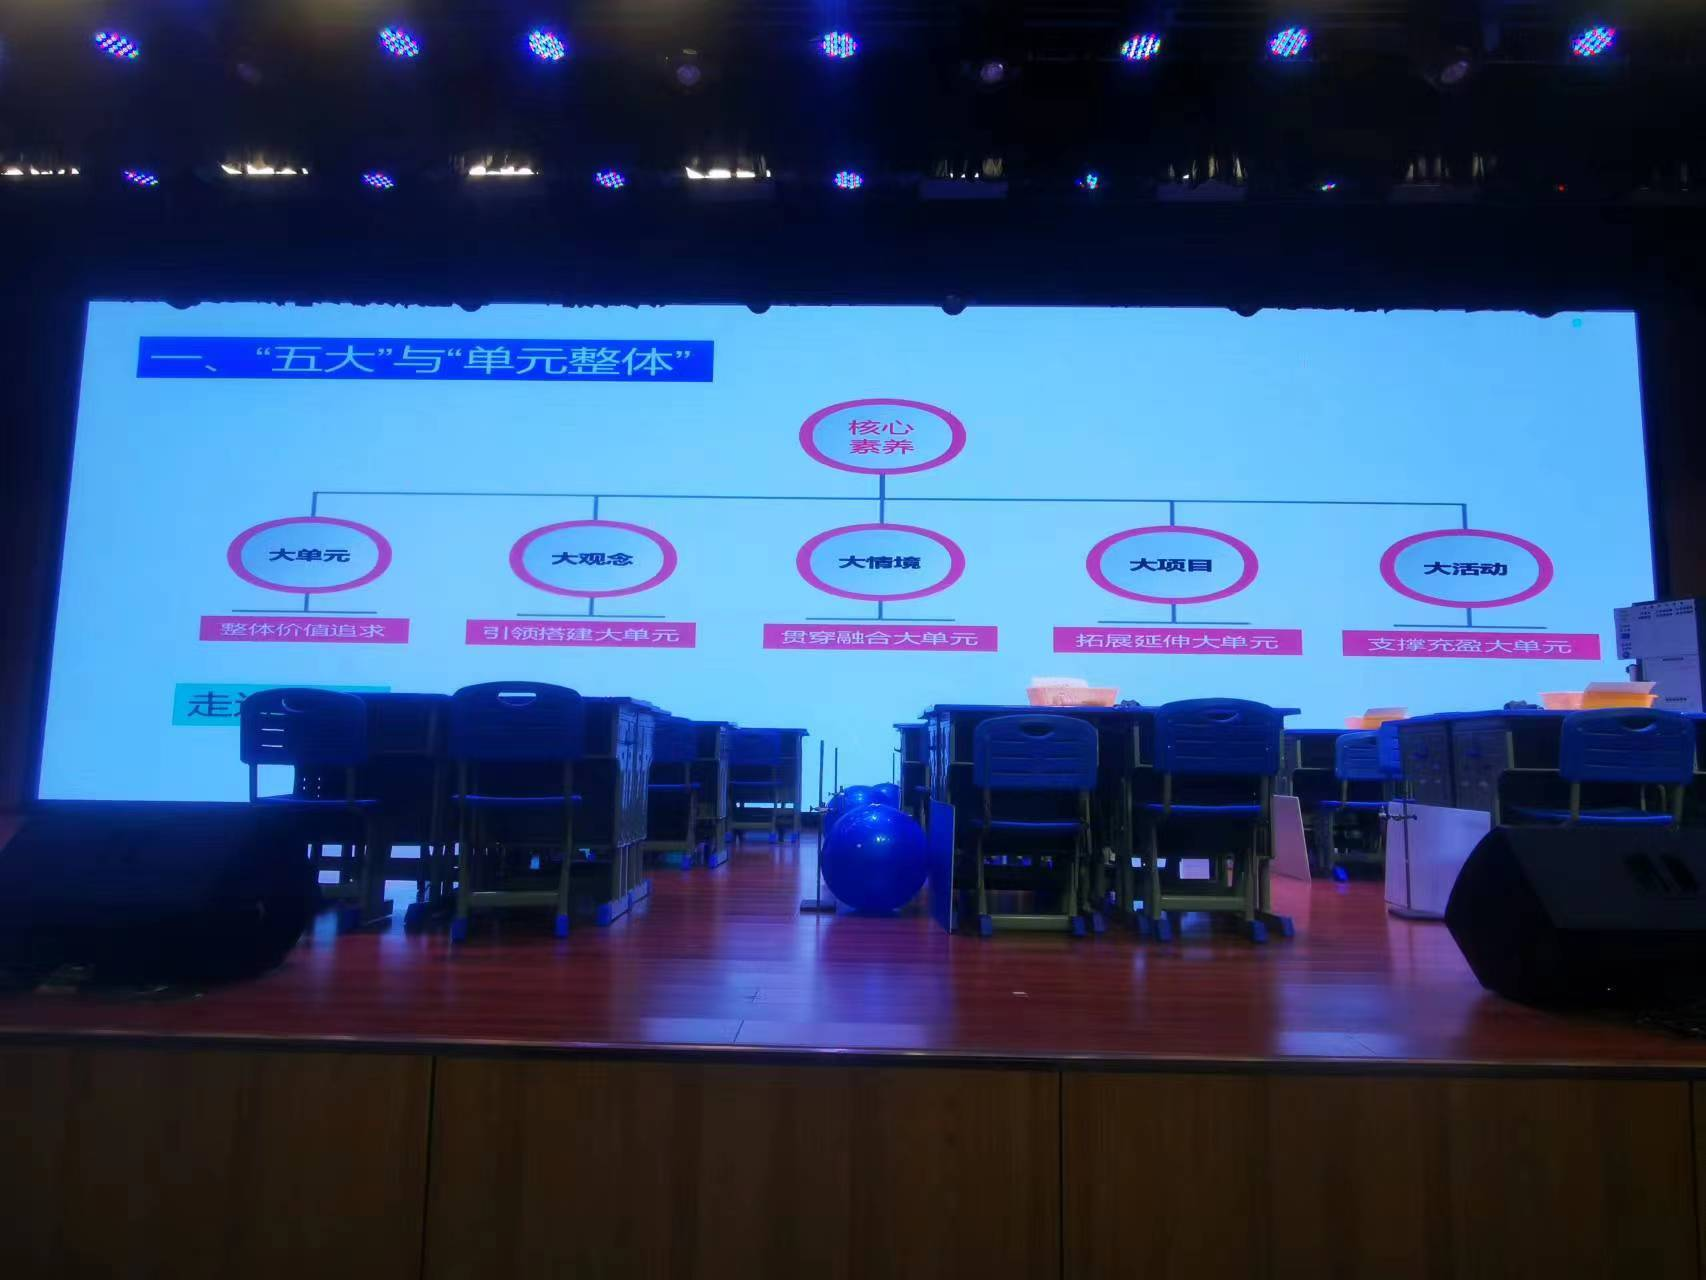 一、“五大”与“单元整体”
核心
素养
大单元
大观念
大情境
大项目
大活动
整体价值追求
引领搭建大单元
贯穿融合大单元
拓展延伸大单元
支撑充盈大单元
走